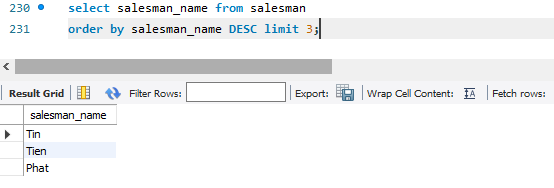 230 select salesman_name from salesman
231 order by salesman_name DESC limit 3;
Result Grid Filter Rows: Export: Wrap Cell Content: Fetch rows:
salesman_name
Tin
Tien
Phat